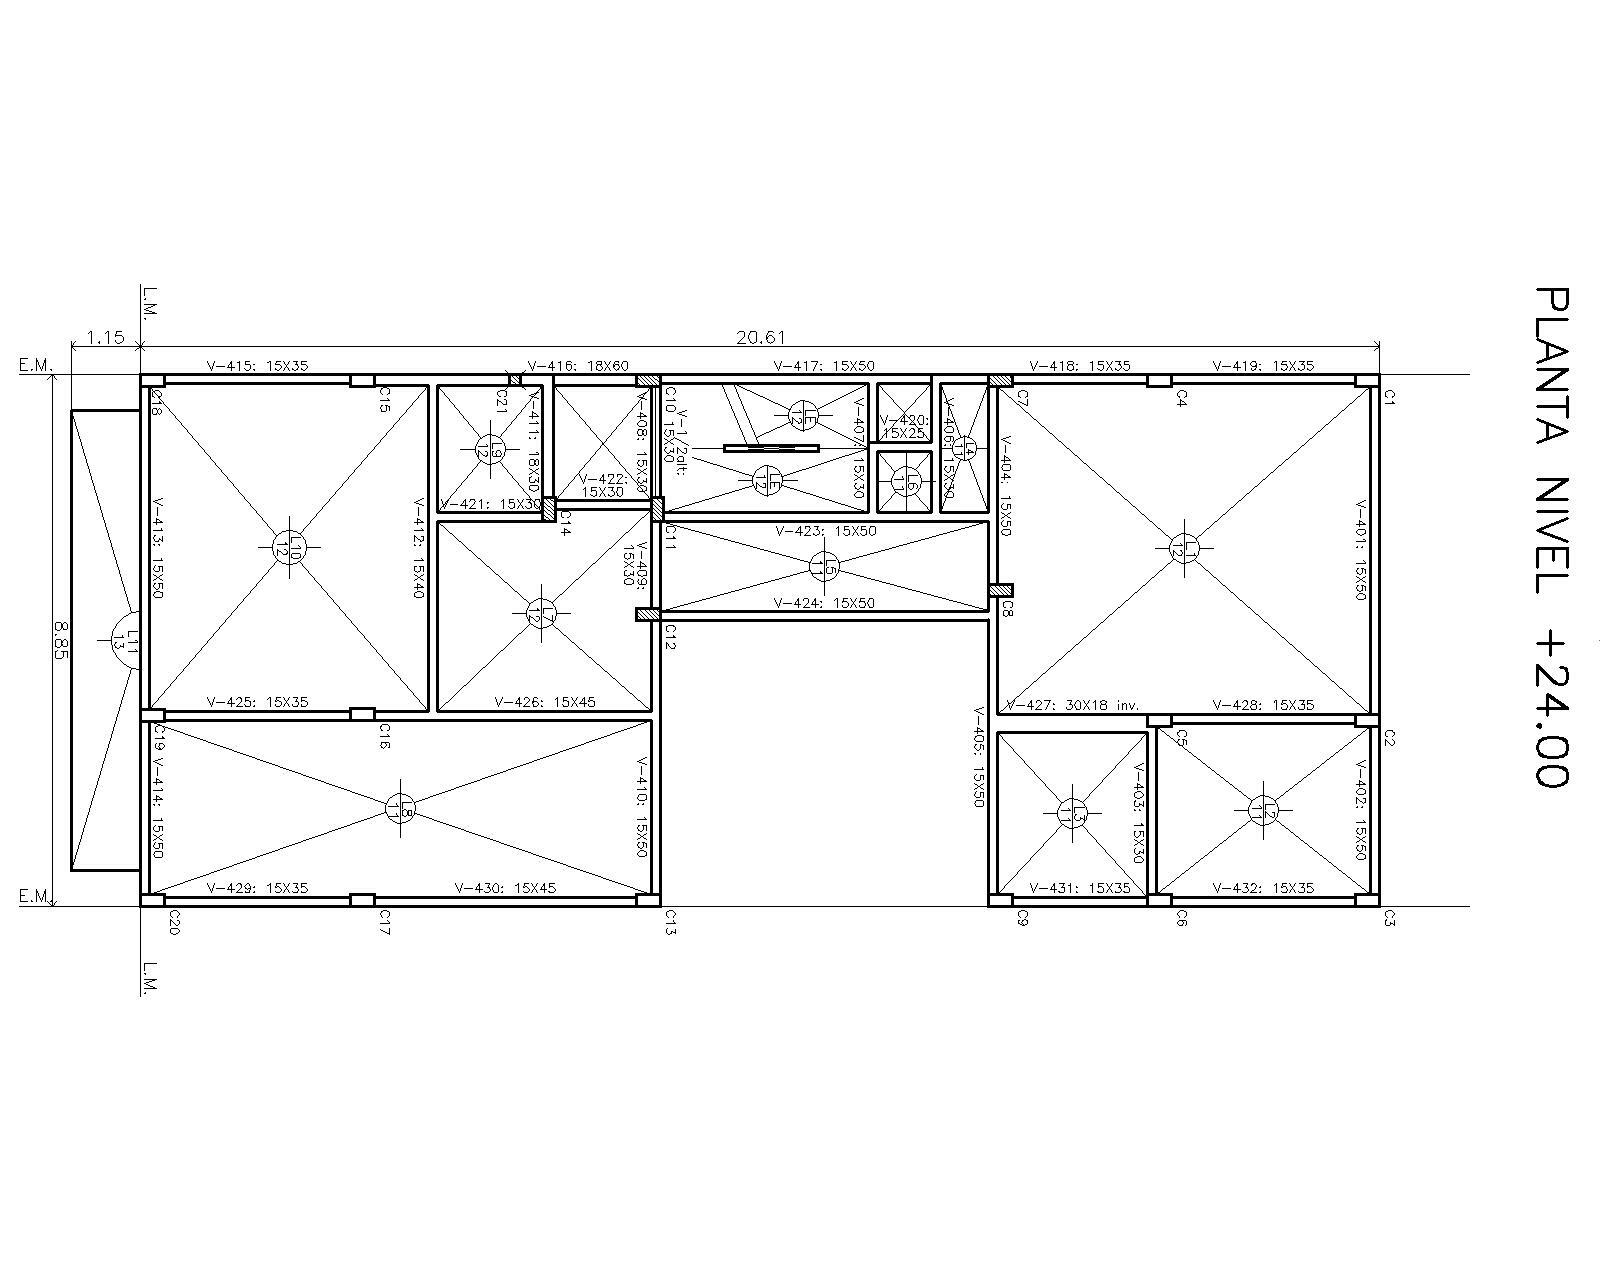 PLANTA NIVEL +24.00
L.M.
1.15
20.61
E.M.
V-415: 15X35
V-416: 18X60
V-417: 15X50
V-418: 15X35
V-419: 15X35
C18
C15
C21
C10
C7
C4
C1
V-411: 18X30
V-408: 15X30
V-1/2alt:
15X30
LE
12
V-407: 15X30
V-420:
15X25
V-406: 15X30
L4
11
V-404: 15X50
L9
12
V-422:
15X30
LE
12
L6
11
V-421: 15X30
C14
C11
V-413: 15X50
V-412: 15X40
V-423: 15X50
V-401: 15X50
L10
12
V-409:
15X30
L5
11
L1
12
V-424: 15X50
C8
L7
12
C12
L11
13
8.85
V-425: 15X35
V-426: 15X45
V-427: 30X18 inv.
V-428: 15X35
C19
C16
C5
C2
V-414: 15X50
V-410: 15X50
V-405: 15X50
V-403: 15X30
V-402: 15X50
L8
11
L3
11
L2
11
E.M.
V-429: 15X35
V-430: 15X45
V-431: 15X35
V-432: 15X35
C20
C17
C13
C9
C6
C3
L.M.